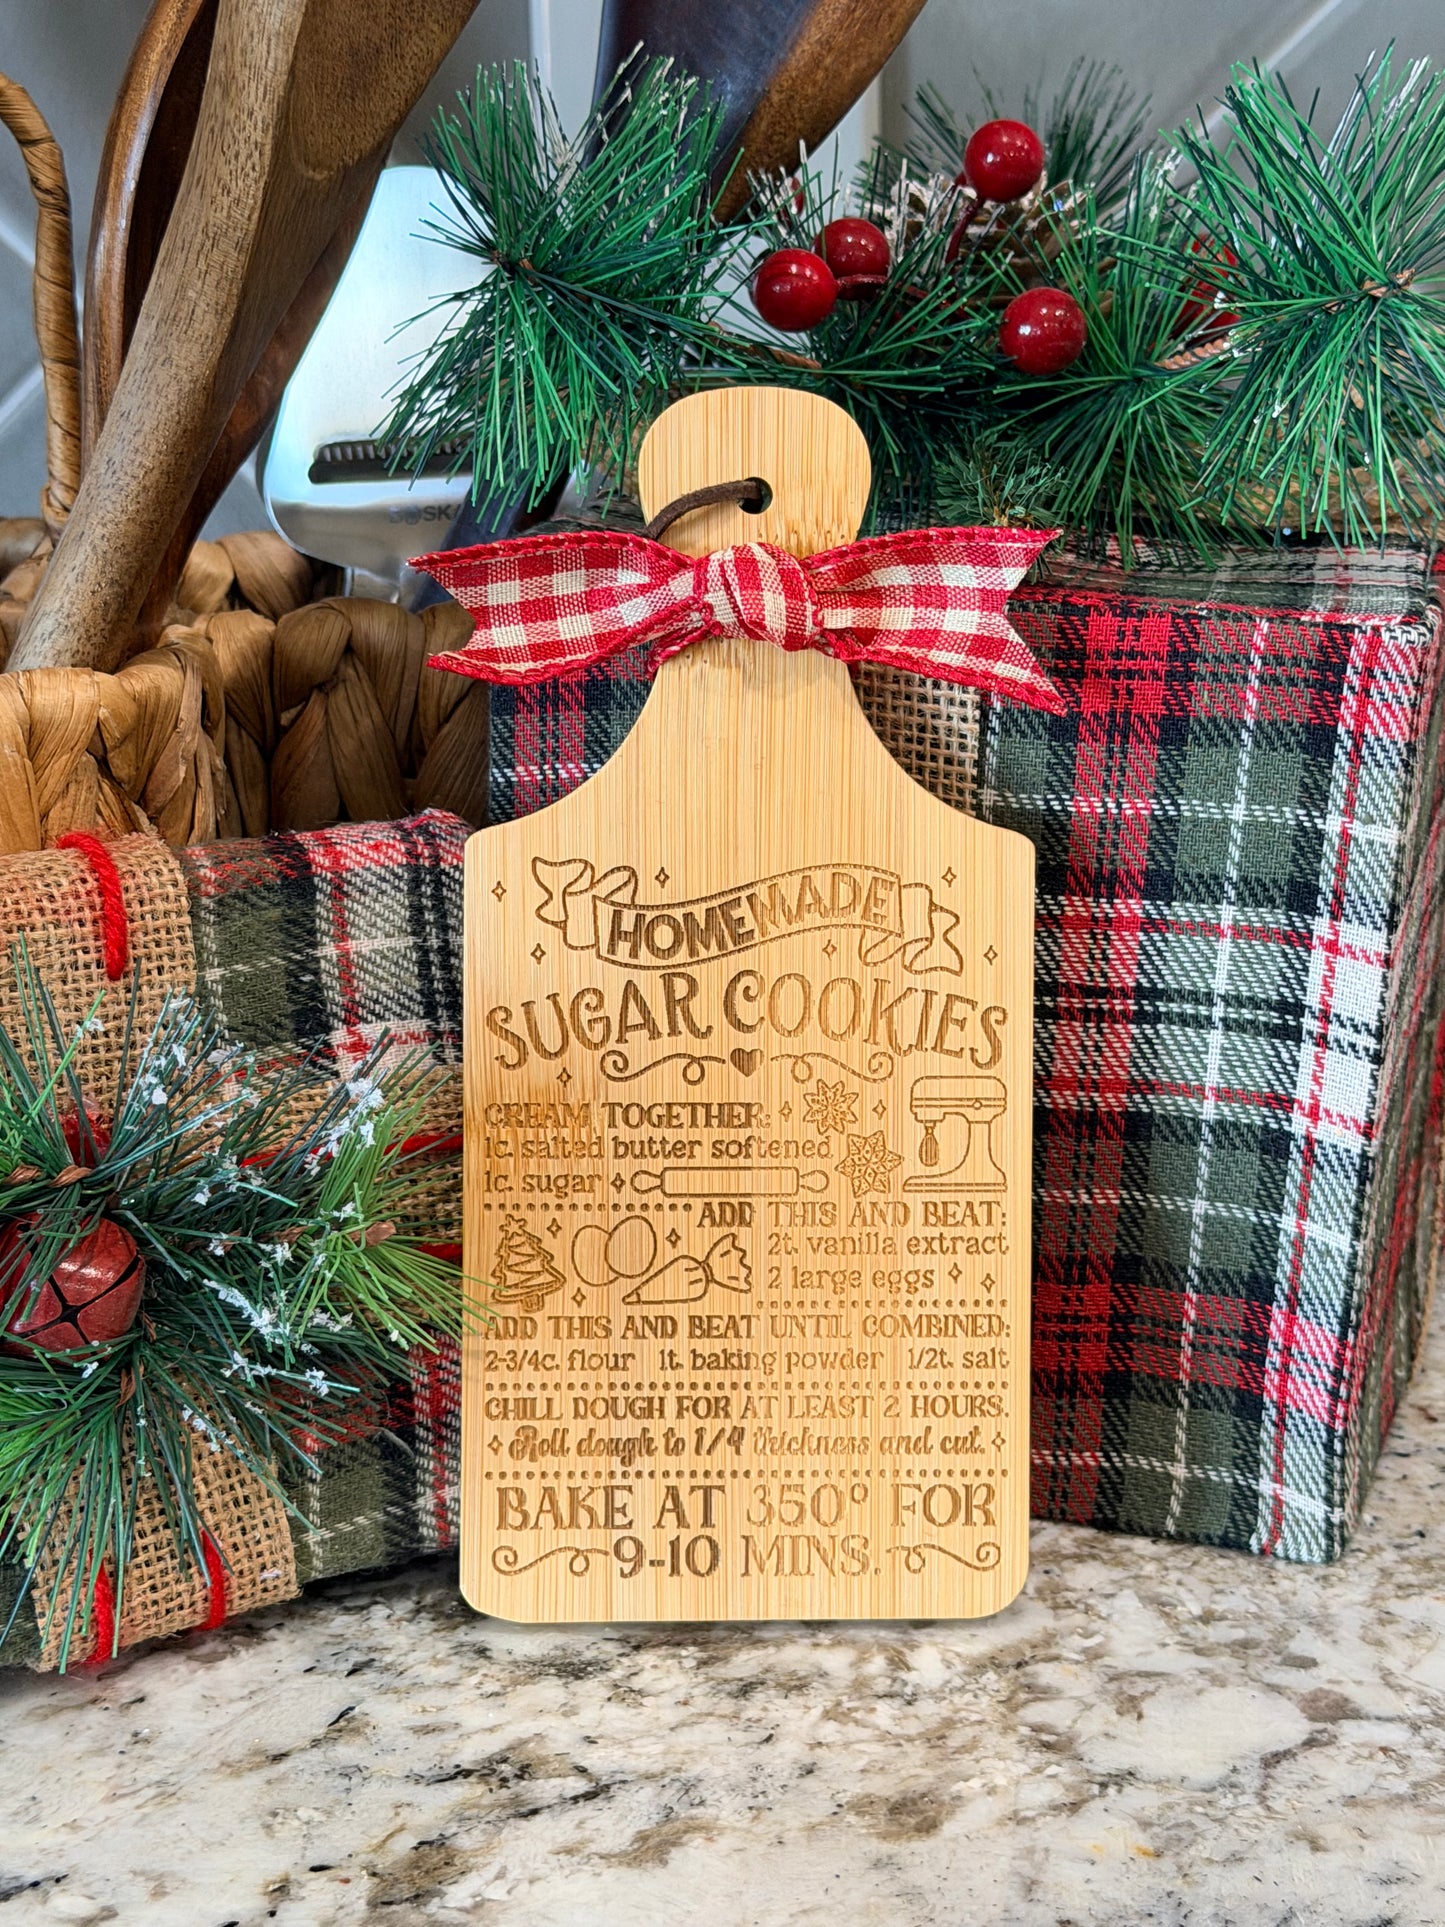 HOMEMADE
SUGAR COOKIES
CREAM TOGETHER:
1c. salted butter softened
1c. sugar
ADD THIS AND BEAT:
2t. vanilla extract
2 large eggs
ADD THIS AND BEAT UNTIL COMBINED:
2-3/4c. flour 1t. baking powder 1/2t. salt
CHILL DOUGH FOR AT LEAST 2 HOURS.
Roll dough to 1/4 thickness and cut.
BAKE AT 350° FOR
9-10 MINS.